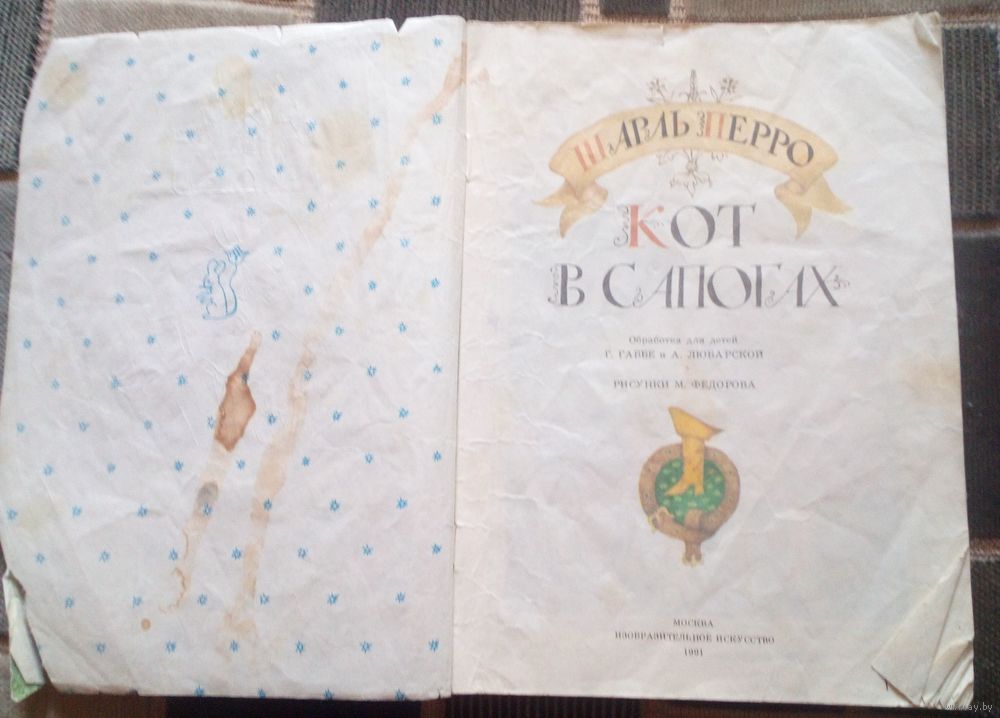 ШАРЛЬ ПЕРРО
КОТ
В САПОГАХ
Обработка для детей
Т. ГАББЕ и А. ЛЮБАРСКОЙ
РИСУНКИ М. ФЕДОРОВА
МОСКВА
ИЗОБРАЗИТЕЛЬНОЕ ИСКУССТВО
1991